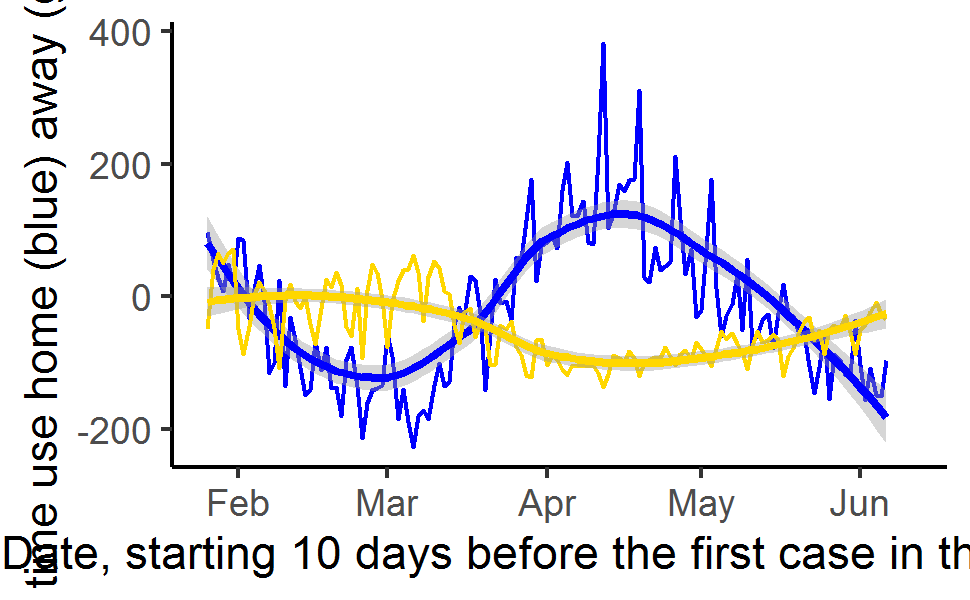 time use home (blue) away (
400
200
0
-200
Feb Mar Apr May Jun
Date, starting 10 days before the first case in th